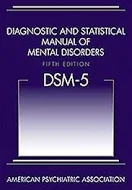 DIAGNOSTIC AND STATISTICAL
MANUAL OF
MENTAL DISORDERS
FIFTH EDITION
DSM-5
AMERICAN PSYCHIATRIC ASSOCIATION